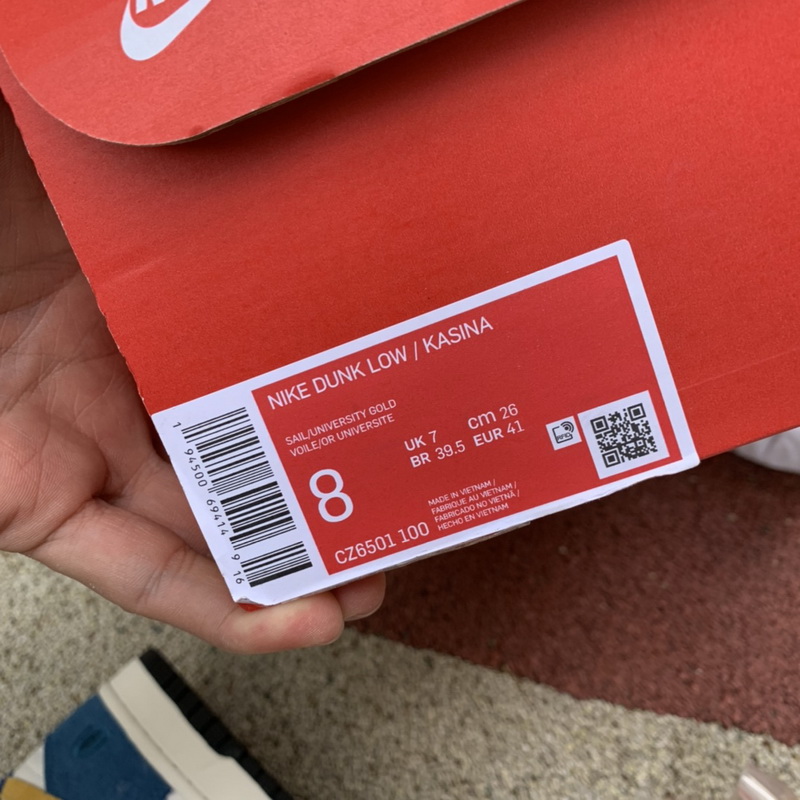 NIKE DUNK LOW / KASINA
SAIL/UNIVERSITY GOLD
VOILE/OR UNIVERSITE
UK 7 cm 26
BR 39.5 EUR 41
8
CZ6501 100
MADE IN VIETNAM /
FABRIQUE AU VIETNAM /
FABRICADO NO VIETNÃ /
HECHO EN VIETNAM
1 94500 69414 9 16
RFID